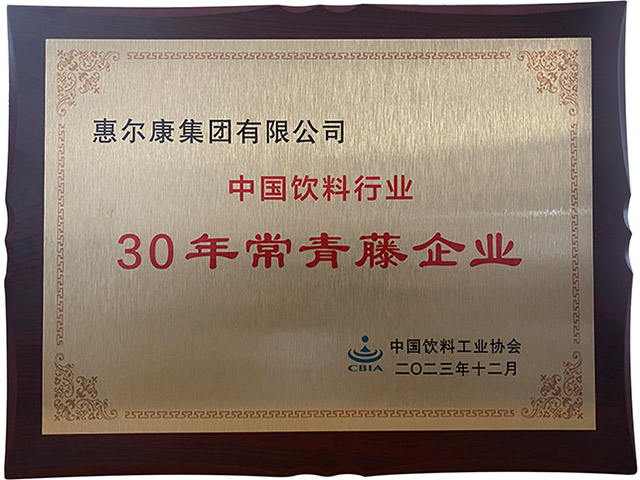 惠尔康集团有限公司
中国饮料行业
30年常青藤企业
中国饮料工业协会
CBIA
二〇二三年十二月